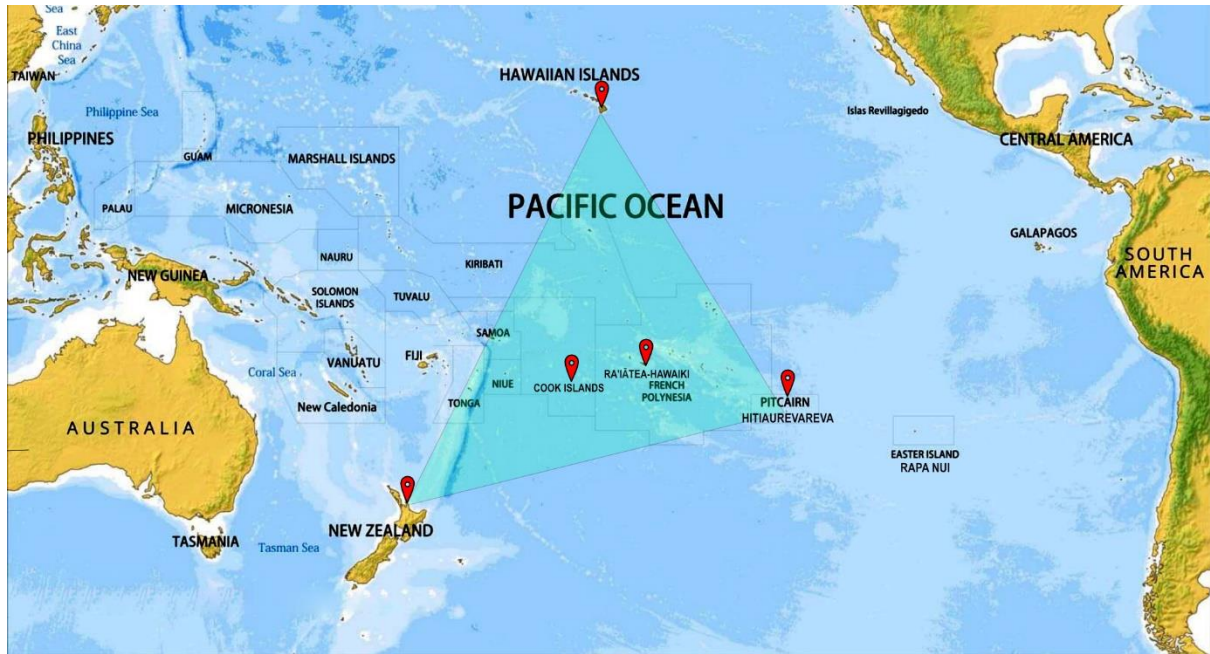 Sea
East
China
Sea
TAIWAN
Philippine Sea
PHILIPPINES
GUAM
MARSHALL ISLANDS
HAWAIIAN ISLANDS
Islas Revillagigedo
CENTRAL AMERICA
PALAU
MICRONESIA
PACIFIC OCEAN
GALAPAGOS
SOUTH
AMERICA
NAURU
KIRIBATI
NEW GUINEA
SOLOMON
ISLANDS
TUVALU
SAMOA
Coral Sea
VANUATU
FIJI
NIUE
COOK ISLANDS
RA'IĀTEA-HAWAIKI
FRENCH
POLYNESIA
New Caledonia
TONGA
PITCAIRN
HITIAUREVAREVA
AUSTRALIA
EASTER ISLAND
RAPA NUI
NEW ZEALAND
TASMANIA
Tasman Sea